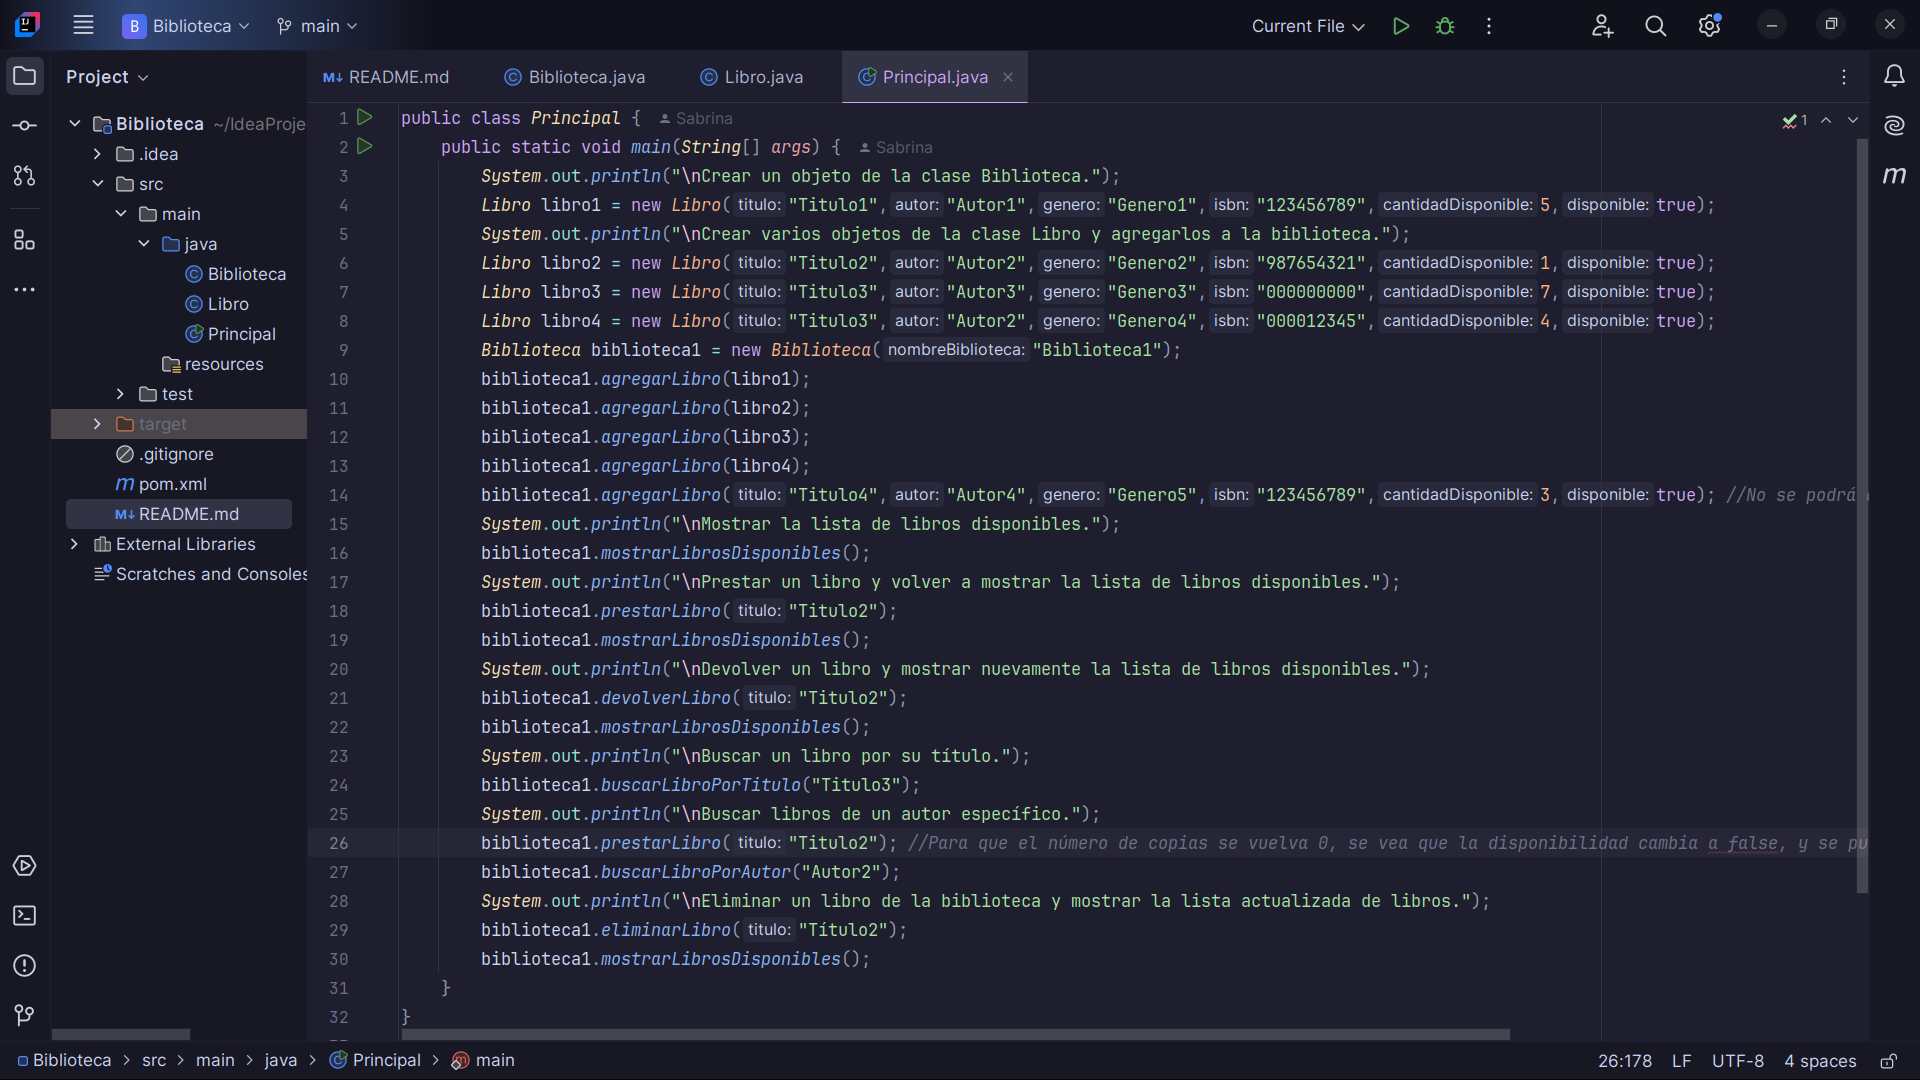 Biblioteca
main
Current File
Project
README.md
Biblioteca.java
Libro.java
Principal.java
Biblioteca ~/IdeaProje
.idea
src
main
java
Biblioteca
Libro
Principal
resources
test
target
.gitignore
pom.xml
README.md
External Libraries
Scratches and Consoles
1 public class Principal { Sabrina
2 public static void main(String[] args) { Sabrina
3 System.out.println("\nCrear un objeto de la clase Biblioteca.");
4 Libro libro1 = new Libro( titulo: "Titulo1", autor: "Autor1", genero: "Genero1", isbn: "123456789", cantidadDisponible: 5, disponible: true);
5 System.out.println("\nCrear varios objetos de la clase Libro y agregarlos a la biblioteca.");
6 Libro libro2 = new Libro( titulo: "Titulo2", autor: "Autor2", genero: "Genero2", isbn: "987654321", cantidadDisponible: 1, disponible: true);
7 Libro libro3 = new Libro( titulo: "Titulo3", autor: "Autor3", genero: "Genero3", isbn: "000000000", cantidadDisponible: 7, disponible: true);
8 Libro libro4 = new Libro( titulo: "Titulo3", autor: "Autor2", genero: "Genero4", isbn: "000012345", cantidadDisponible: 4, disponible: true);
9 Biblioteca biblioteca1 = new Biblioteca( nombreBiblioteca: "Biblioteca1");
10 biblioteca1.agregarLibro(libro1);
11 biblioteca1.agregarLibro(libro2);
12 biblioteca1.agregarLibro(libro3);
13 biblioteca1.agregarLibro(libro4);
14 biblioteca1.agregarLibro( titulo: "Titulo4", autor: "Autor4", genero: "Genero5", isbn: "123456789", cantidadDisponible: 3, disponible: true); //No se podrá
15 System.out.println("\nMostrar la lista de libros disponibles.");
16 biblioteca1.mostrarLibrosDisponibles();
17 System.out.println("\nPrestar un libro y volver a mostrar la lista de libros disponibles.");
18 biblioteca1.prestarLibro( titulo: "Titulo2");
19 biblioteca1.mostrarLibrosDisponibles();
20 System.out.println("\nDevolver un libro y mostrar nuevamente la lista de libros disponibles.");
21 biblioteca1.devolverLibro( titulo: "Titulo2");
22 biblioteca1.mostrarLibrosDisponibles();
23 System.out.println("\nBuscar un libro por su título.");
24 biblioteca1.buscarLibroPorTitulo("Titulo3");
25 System.out.println("\nBuscar libros de un autor específico.");
26 biblioteca1.prestarLibro( titulo: "Titulo2"); //Para que el número de copias se vuelva 0, se vea que la disponibilidad cambia a false, y se pu
27 biblioteca1.buscarLibroPorAutor("Autor2");
28 System.out.println("\nEliminar un libro de la biblioteca y mostrar la lista actualizada de libros.");
29 biblioteca1.eliminarLibro( titulo: "Título2");
30 biblioteca1.mostrarLibrosDisponibles();
31 }
32 }
1
Biblioteca > src > main > java > Principal > main
26:178 LF UTF-8 4 spaces